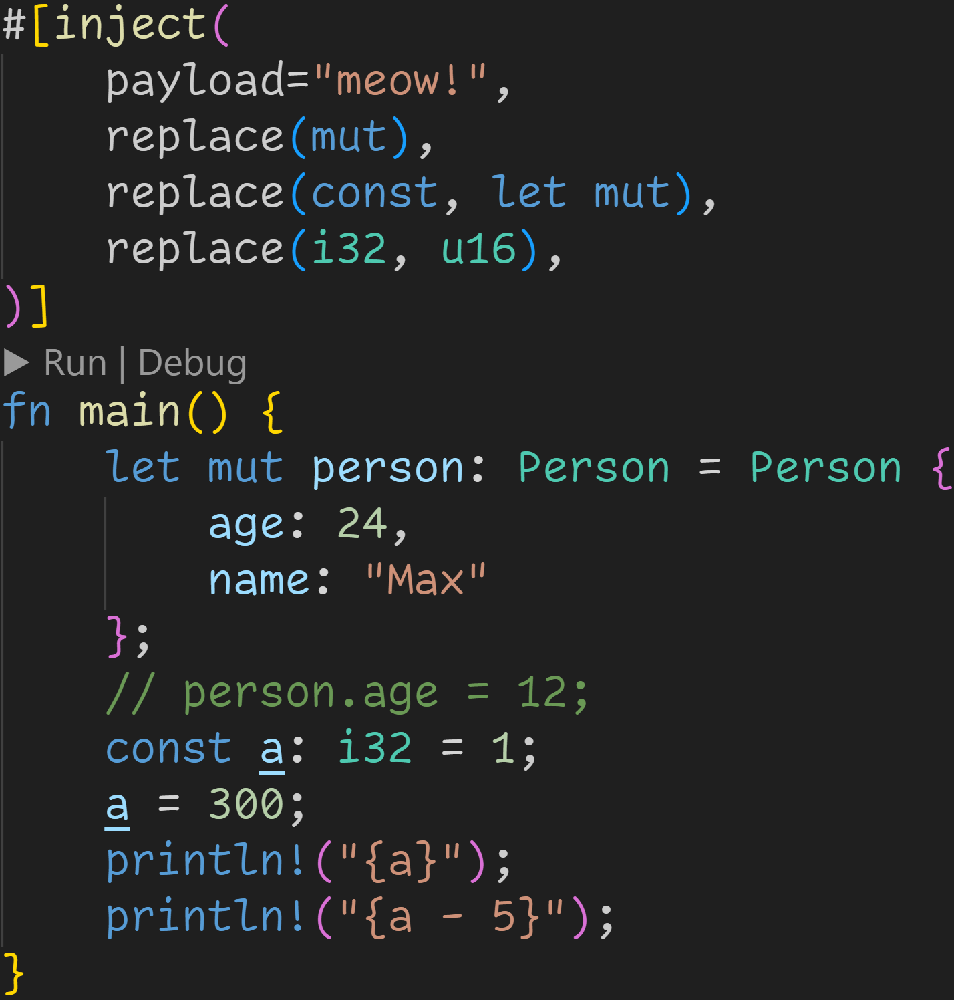 #[inject(
    payload="meow!",
    replace(mut),
    replace(const, let mut),
    replace(i32, u16),
)]
▶ Run | Debug
fn main() {
    let mut person: Person = Person {
        age: 24,
        name: "Max"
    };
    // person.age = 12;
    const a: i32 = 1;
    a = 300;
    println!("{a}");
    println!("{a - 5}");
}